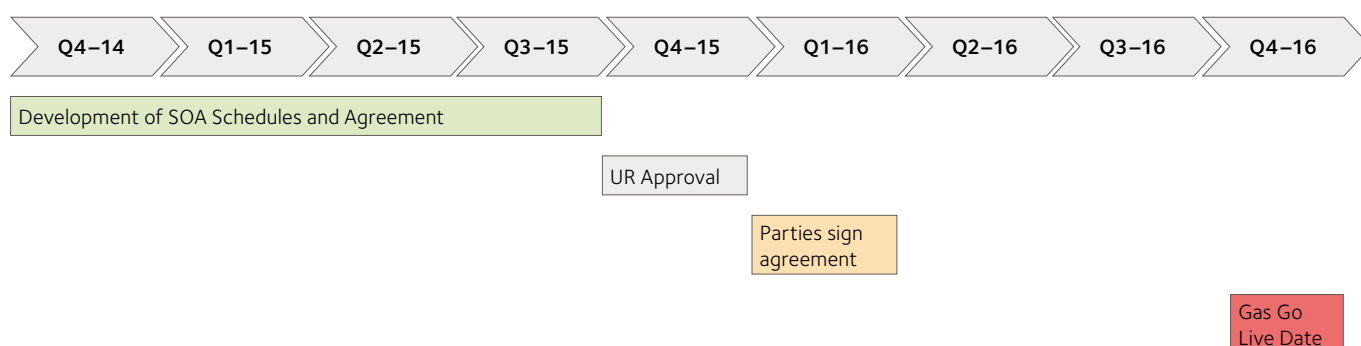 Q4–14 Q1–15 Q2–15 Q3–15 Q4–15 Q1–16 Q2–16 Q3–16 Q4–16
Development of SOA Schedules and Agreement
UR Approval
Parties sign
agreement
Gas Go
Live Date